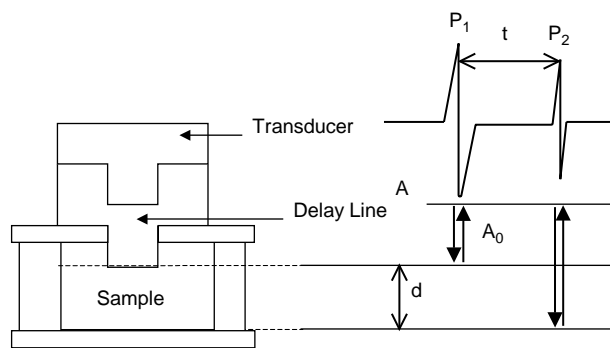 P₁
t
P₂
Transducer
A
Delay Line
A₀
d
Sample